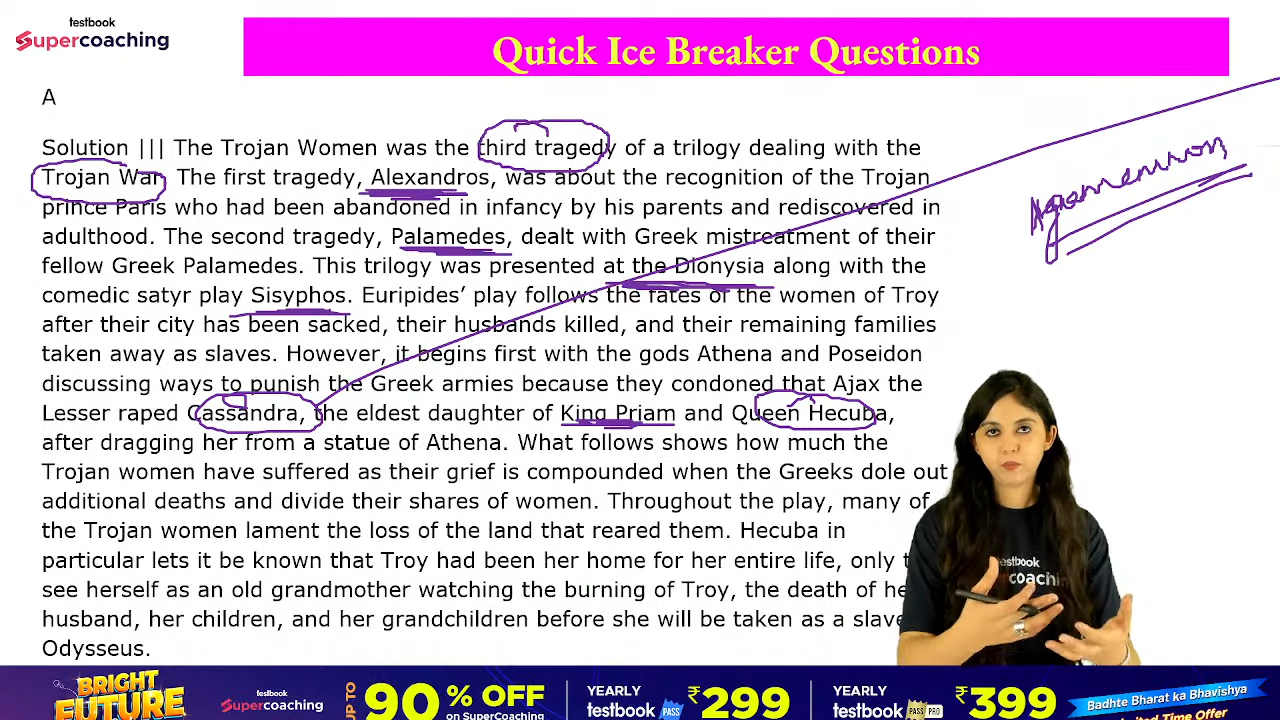 testbook
Supercoaching
Quick Ice Breaker Questions
A
Solution ||| The Trojan Women was the third tragedy of a trilogy dealing with the
Trojan War. The first tragedy, Alexandros, was about the recognition of the Trojan
prince Paris who had been abandoned in infancy by his parents and rediscovered in
adulthood. The second tragedy, Palamedes, dealt with Greek mistreatment of their
fellow Greek Palamedes. This trilogy was presented at the Dionysia along with the
comedic satyr play Sisyphos. Euripides’ play follows the fates of the women of Troy
after their city has been sacked, their husbands killed, and their remaining families
taken away as slaves. However, it begins first with the gods Athena and Poseidon
discussing ways to punish the Greek armies because they condoned that Ajax the
Lesser raped Cassandra, the eldest daughter of King Priam and Queen Hecuba,
after dragging her from a statue of Athena. What follows shows how much the
Trojan women have suffered as their grief is compounded when the Greeks dole out
additional deaths and divide their shares of women. Throughout the play, many of
the Trojan women lament the loss of the land that reared them. Hecuba in
particular lets it be known that Troy had been her home for her entire life, only
see herself as an old grandmother watching the burning of Troy, the death of
husband, her children, and her grandchildren before she will be taken as a slave
Odysseus.
Agamemnon
testbook
BRIGHT
FUTURE
testbook
Supercoaching
UP TO
90% OFF
on SuperCoaching
YEARLY
testbook PASS
₹299
YEARLY
testbook PASS PRO
₹399
Badhte Bharat ka Bhavishya
Time Offer